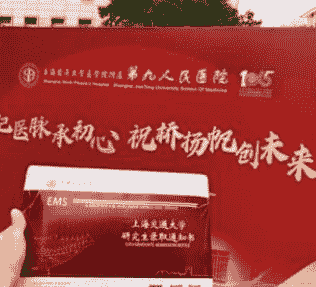 上海交通大学医学院附属 第九人民医院 105
Shanghai Ninth People's Hospital Shanghai JiaoTong University School of Medicine
记医脉承初心 祝桥扬帆创未来
EMS
上海交通大学
研究生录取通知书